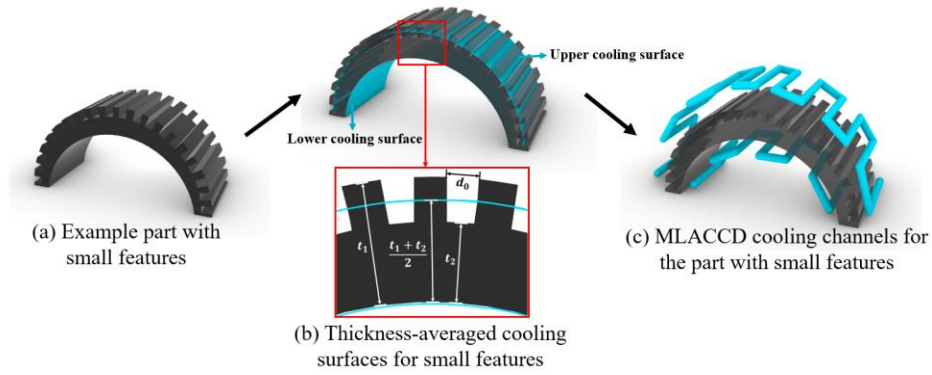 Upper cooling surface
Lower cooling surface
d₀
t₁
t₁ + t₂
2
t₂
(a) Example part with
small features
(b) Thickness-averaged cooling
surfaces for small features
(c) MLACCD cooling channels for
the part with small features